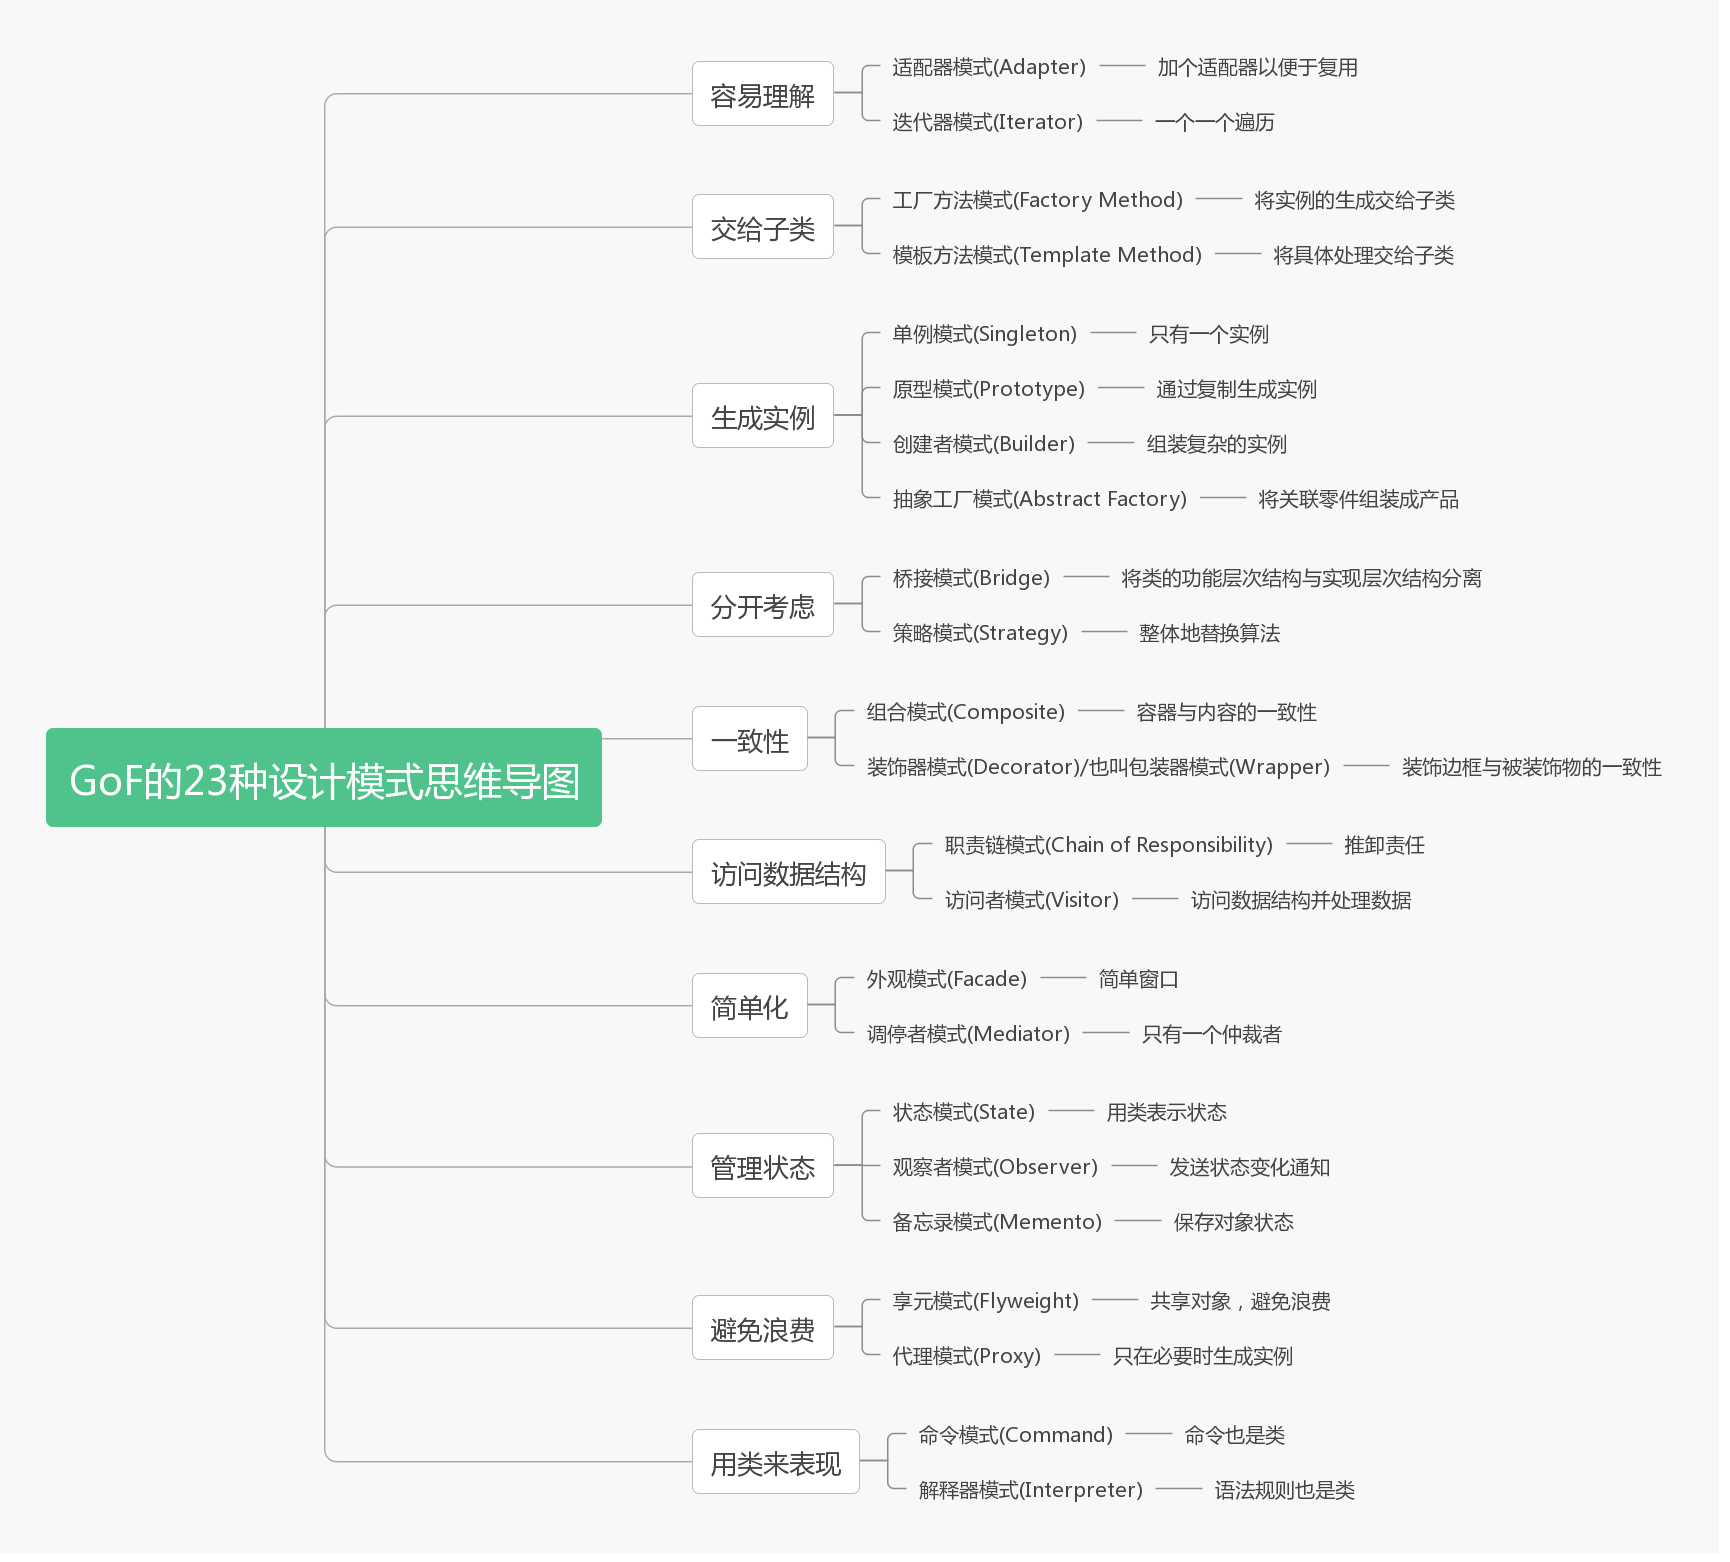 GoF的23种设计模式思维导图
容易理解
适配器模式(Adapter)
加个适配器以便于复用
迭代器模式(Iterator)
一个一个遍历
交给子类
工厂方法模式(Factory Method)
将实例的生成交给子类
模板方法模式(Template Method)
将具体处理交给子类
生成实例
单例模式(Singleton)
只有一个实例
原型模式(Prototype)
通过复制生成实例
创建者模式(Builder)
组装复杂的实例
抽象工厂模式(Abstract Factory)
将关联零件组装成产品
分开考虑
桥接模式(Bridge)
将类的功能层次结构与实现层次结构分离
策略模式(Strategy)
整体地替换算法
一致性
组合模式(Composite)
容器与内容的一致性
装饰器模式(Decorator)/也叫包装器模式(Wrapper)
装饰边框与被装饰物的一致性
访问数据结构
职责链模式(Chain of Responsibility)
推卸责任
访问者模式(Visitor)
访问数据结构并处理数据
简单化
外观模式(Facade)
简单窗口
调停者模式(Mediator)
只有一个仲裁者
管理状态
状态模式(State)
用类表示状态
观察者模式(Observer)
发送状态变化通知
备忘录模式(Memento)
保存对象状态
避免浪费
享元模式(Flyweight)
共享对象，避免浪费
代理模式(Proxy)
只在必要时生成实例
用类来表现
命令模式(Command)
命令也是类
解释器模式(Interpreter)
语法规则也是类